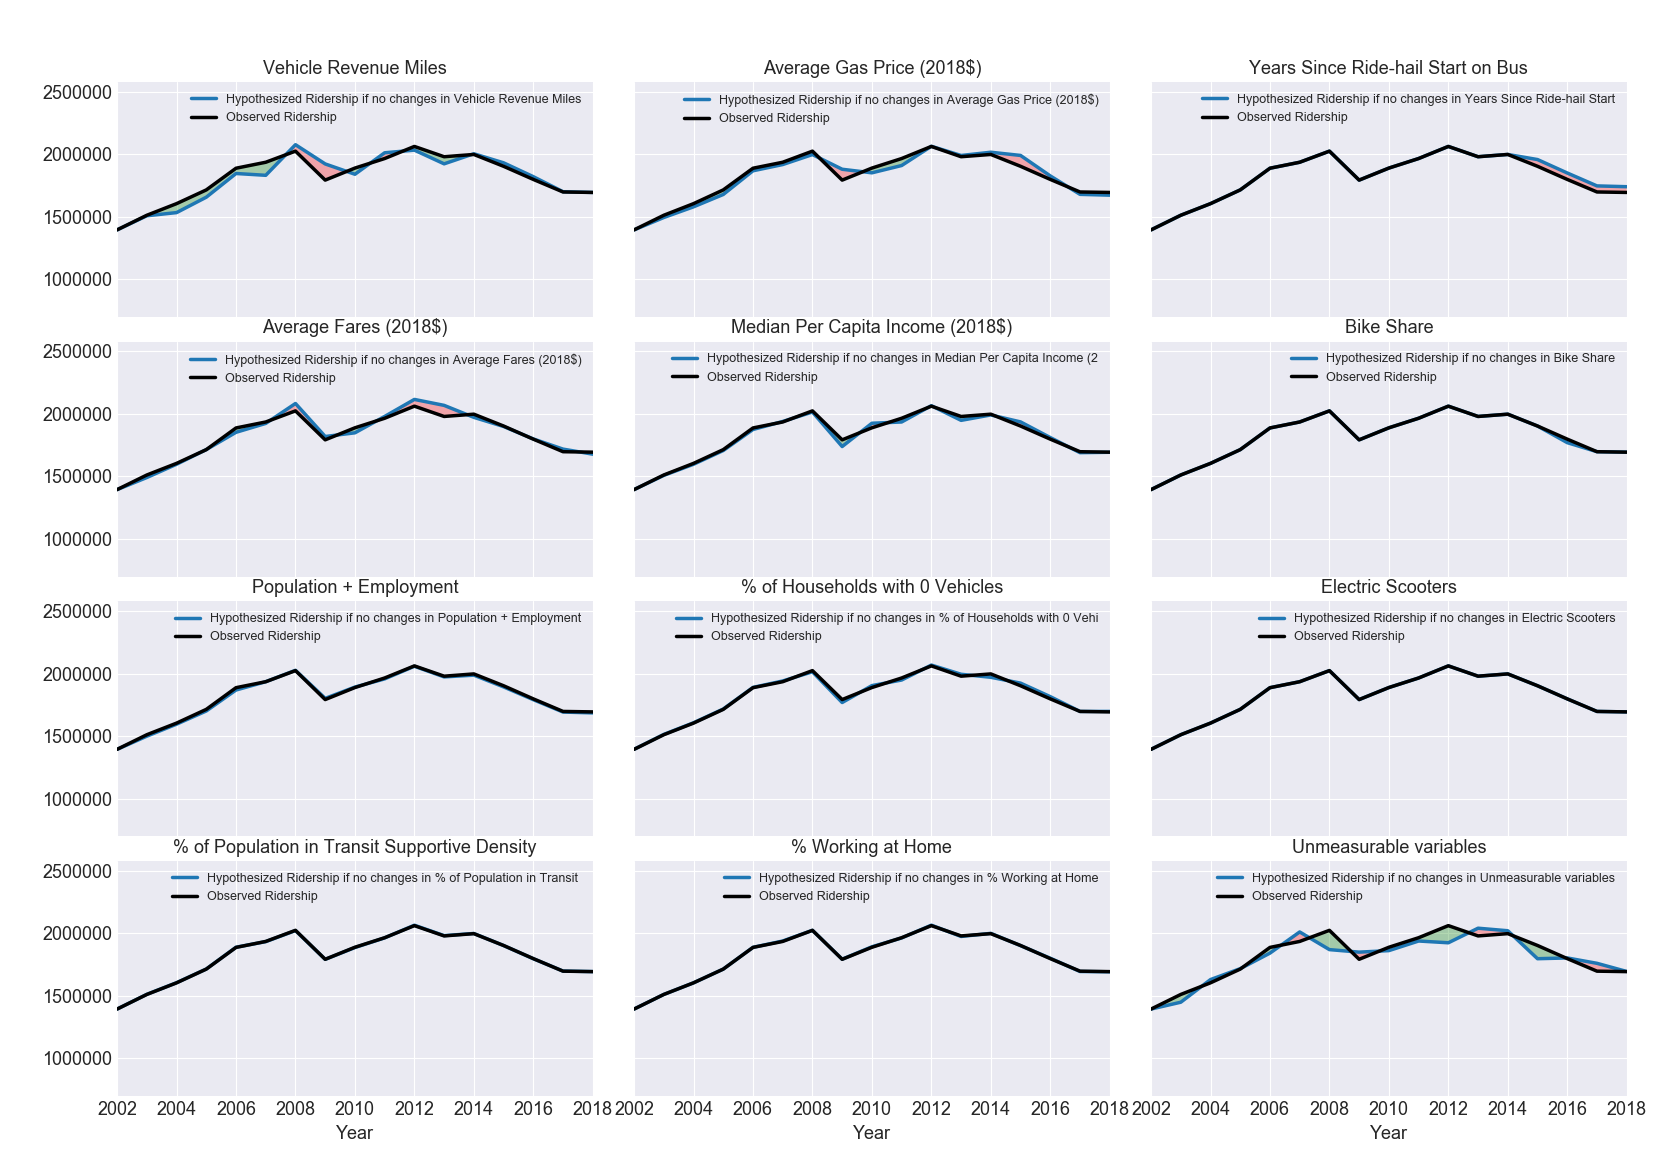 Vehicle Revenue Miles
Average Gas Price (2018$)
Years Since Ride-hail Start on Bus
2500000
Hypothesized Ridership if no changes in Vehicle Revenue Miles
Observed Ridership
Hypothesized Ridership if no changes in Average Gas Price (2018$)
Observed Ridership
Hypothesized Ridership if no changes in Years Since Ride-hail Start
Observed Ridership
2000000
1500000
1000000
Average Fares (2018$)
Median Per Capita Income (2018$)
Bike Share
2500000
Hypothesized Ridership if no changes in Average Fares (2018$)
Observed Ridership
Hypothesized Ridership if no changes in Median Per Capita Income (2
Observed Ridership
Hypothesized Ridership if no changes in Bike Share
Observed Ridership
2000000
1500000
1000000
Population + Employment
% of Households with 0 Vehicles
Electric Scooters
2500000
Hypothesized Ridership if no changes in Population + Employment
Observed Ridership
Hypothesized Ridership if no changes in % of Households with 0 Vehi
Observed Ridership
Hypothesized Ridership if no changes in Electric Scooters
Observed Ridership
2000000
1500000
1000000
% of Population in Transit Supportive Density
% Working at Home
Unmeasurable variables
2500000
Hypothesized Ridership if no changes in % of Population in Transit
Observed Ridership
Hypothesized Ridership if no changes in % Working at Home
Observed Ridership
Hypothesized Ridership if no changes in Unmeasurable variables
Observed Ridership
2000000
1500000
1000000
2002 2004 2006 2008 2010 2012 2014 2016 2018
2004 2006 2008 2010 2012 2014 2016 2018
2002 2004 2006 2008 2010 2012 2014 2016 2018
Year
Year
Year